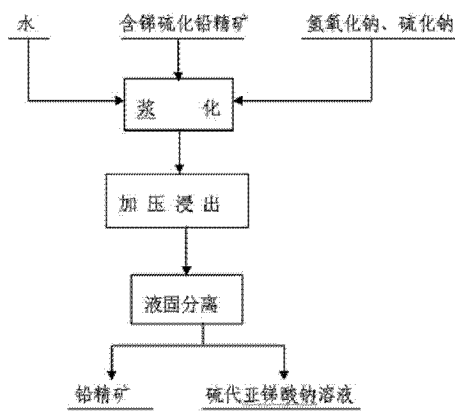 水 含锑硫化铅精矿 氢氧化钠、硫化钠
浆 化
加 压 浸 出
液固分离
铅精矿 硫代亚锑酸钠溶液